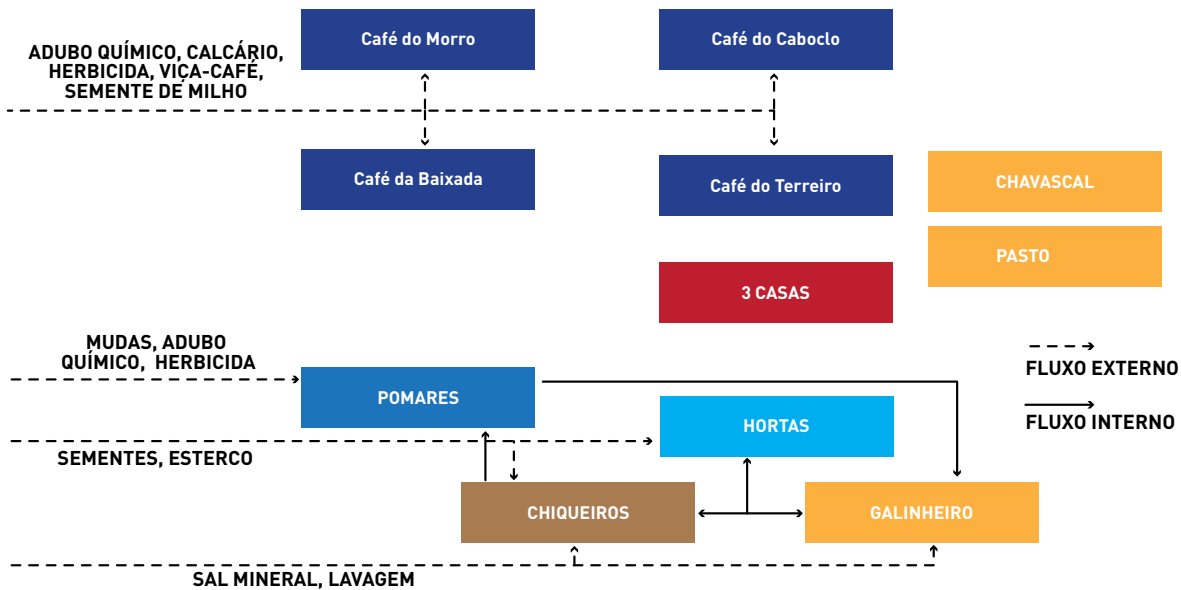 Café do Morro
Café do Caboclo
ADUBO QUÍMICO, CALCÁRIO,
HERBICIDA, VIÇA-CAFÉ,
SEMENTE DE MILHO
Café da Baixada
Café do Terreiro
CHAVASCAL
PASTO
3 CASAS
MUDAS, ADUBO
QUÍMICO, HERBICIDA
FLUXO EXTERNO
POMARES
FLUXO INTERNO
HORTAS
SEMENTES, ESTERCO
CHIQUEIROS
GALINHEIRO
SAL MINERAL, LAVAGEM